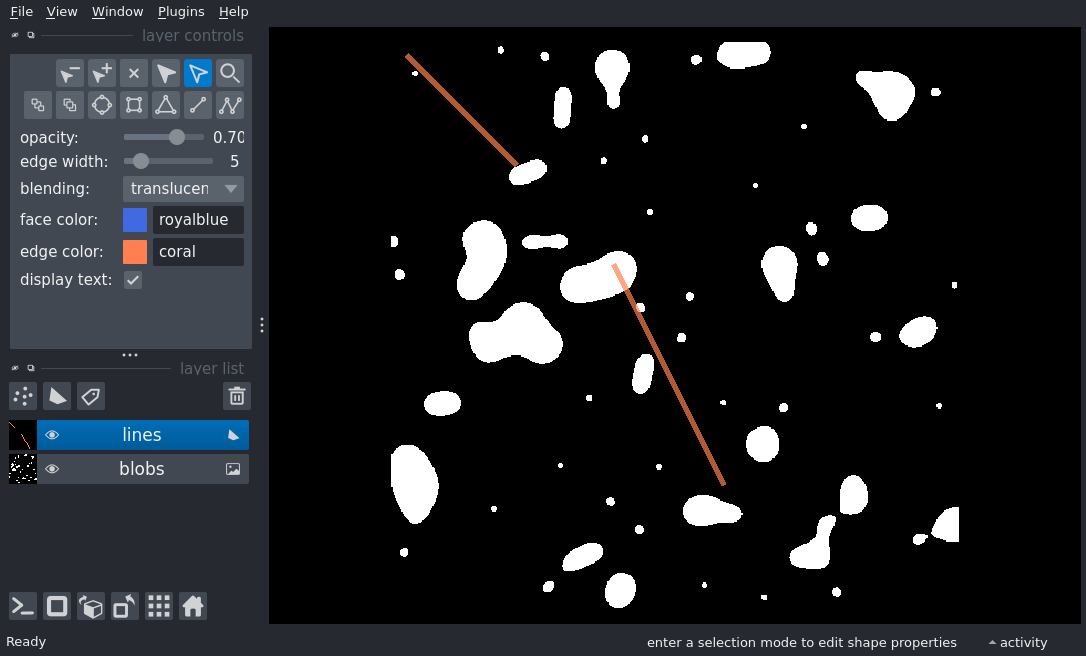 File View Window Plugins Help
layer controls
opacity: 0.70
edge width: 5
blending: translucen
face color: royalblue
edge color: coral
display text:
layer list
lines
blobs
Ready
enter a selection mode to edit shape properties
activity